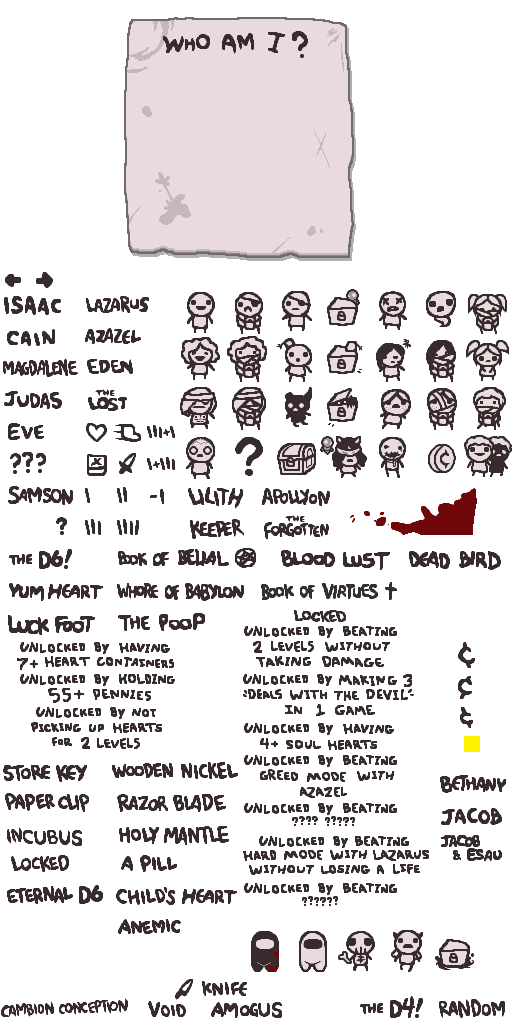 WHO AM I?
ISAAC LAZARUS
CAIN AZAZEL
MAGDALENE EDEN
JUDAS THE LOST
EVE III+I
??? I+III
?
SAMSON I II -I LILITH APOLLYON
? III IIII KEEPER THE FORGOTTEN
THE D6! BOOK OF BELIAL BLOOD LUST DEAD BIRD
YUM HEART WHORE OF BABYLON BOOK OF VIRTUES
LUCK FOOT THE POOP
UNLOCKED BY HAVING
7+ HEART CONTAINERS
UNLOCKED BY HOLDING
55+ PENNIES
UNLOCKED BY NOT
PICKING UP HEARTS
FOR 2 LEVELS
LOCKED
UNLOCKED BY BEATING
2 LEVELS WITHOUT
TAKING DAMAGE
UNLOCKED BY MAKING 3
"DEALS WITH THE DEVIL"
IN 1 GAME
UNLOCKED BY HAVING
4+ SOUL HEARTS
UNLOCKED BY BEATING
GREED MODE WITH
AZAZEL
UNLOCKED BY BEATING
???? ?????
UNLOCKED BY BEATING
HARD MODE WITH LAZARUS
WITHOUT LOSING A LIFE
UNLOCKED BY BEATING
??????
¢
¢
¢
STORE KEY WOODEN NICKEL
PAPER CLIP RAZOR BLADE
INCUBUS HOLY MANTLE
LOCKED A PILL
ETERNAL D6 CHILD'S HEART
ANEMIC
BETHANY
JACOB
JACOB
& ESAU
KNIFE
CAMBION CONCEPTION VOID AMOGUS THE D4! RANDOM